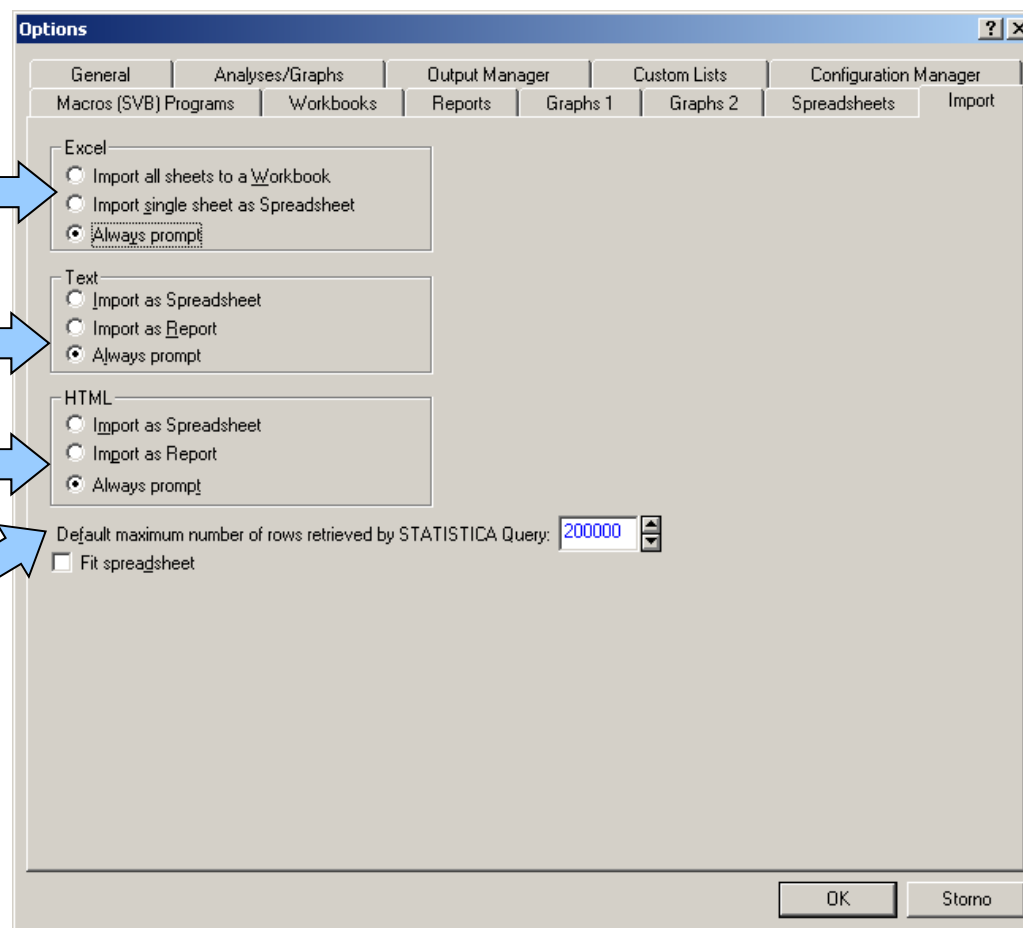 Options
General Analyses/Graphs Output Manager Custom Lists Configuration Manager
Macros (SVB) Programs Workbooks Reports Graphs 1 Graphs 2 Spreadsheets Import
Excel
Import all sheets to a Workbook
Import single sheet as Spreadsheet
Always prompt
Text
Import as Spreadsheet
Import as Report
Always prompt
HTML
Import as Spreadsheet
Import as Report
Always prompt
Default maximum number of rows retrieved by STATISTICA Query: 200000
Fit spreadsheet
OK Storno